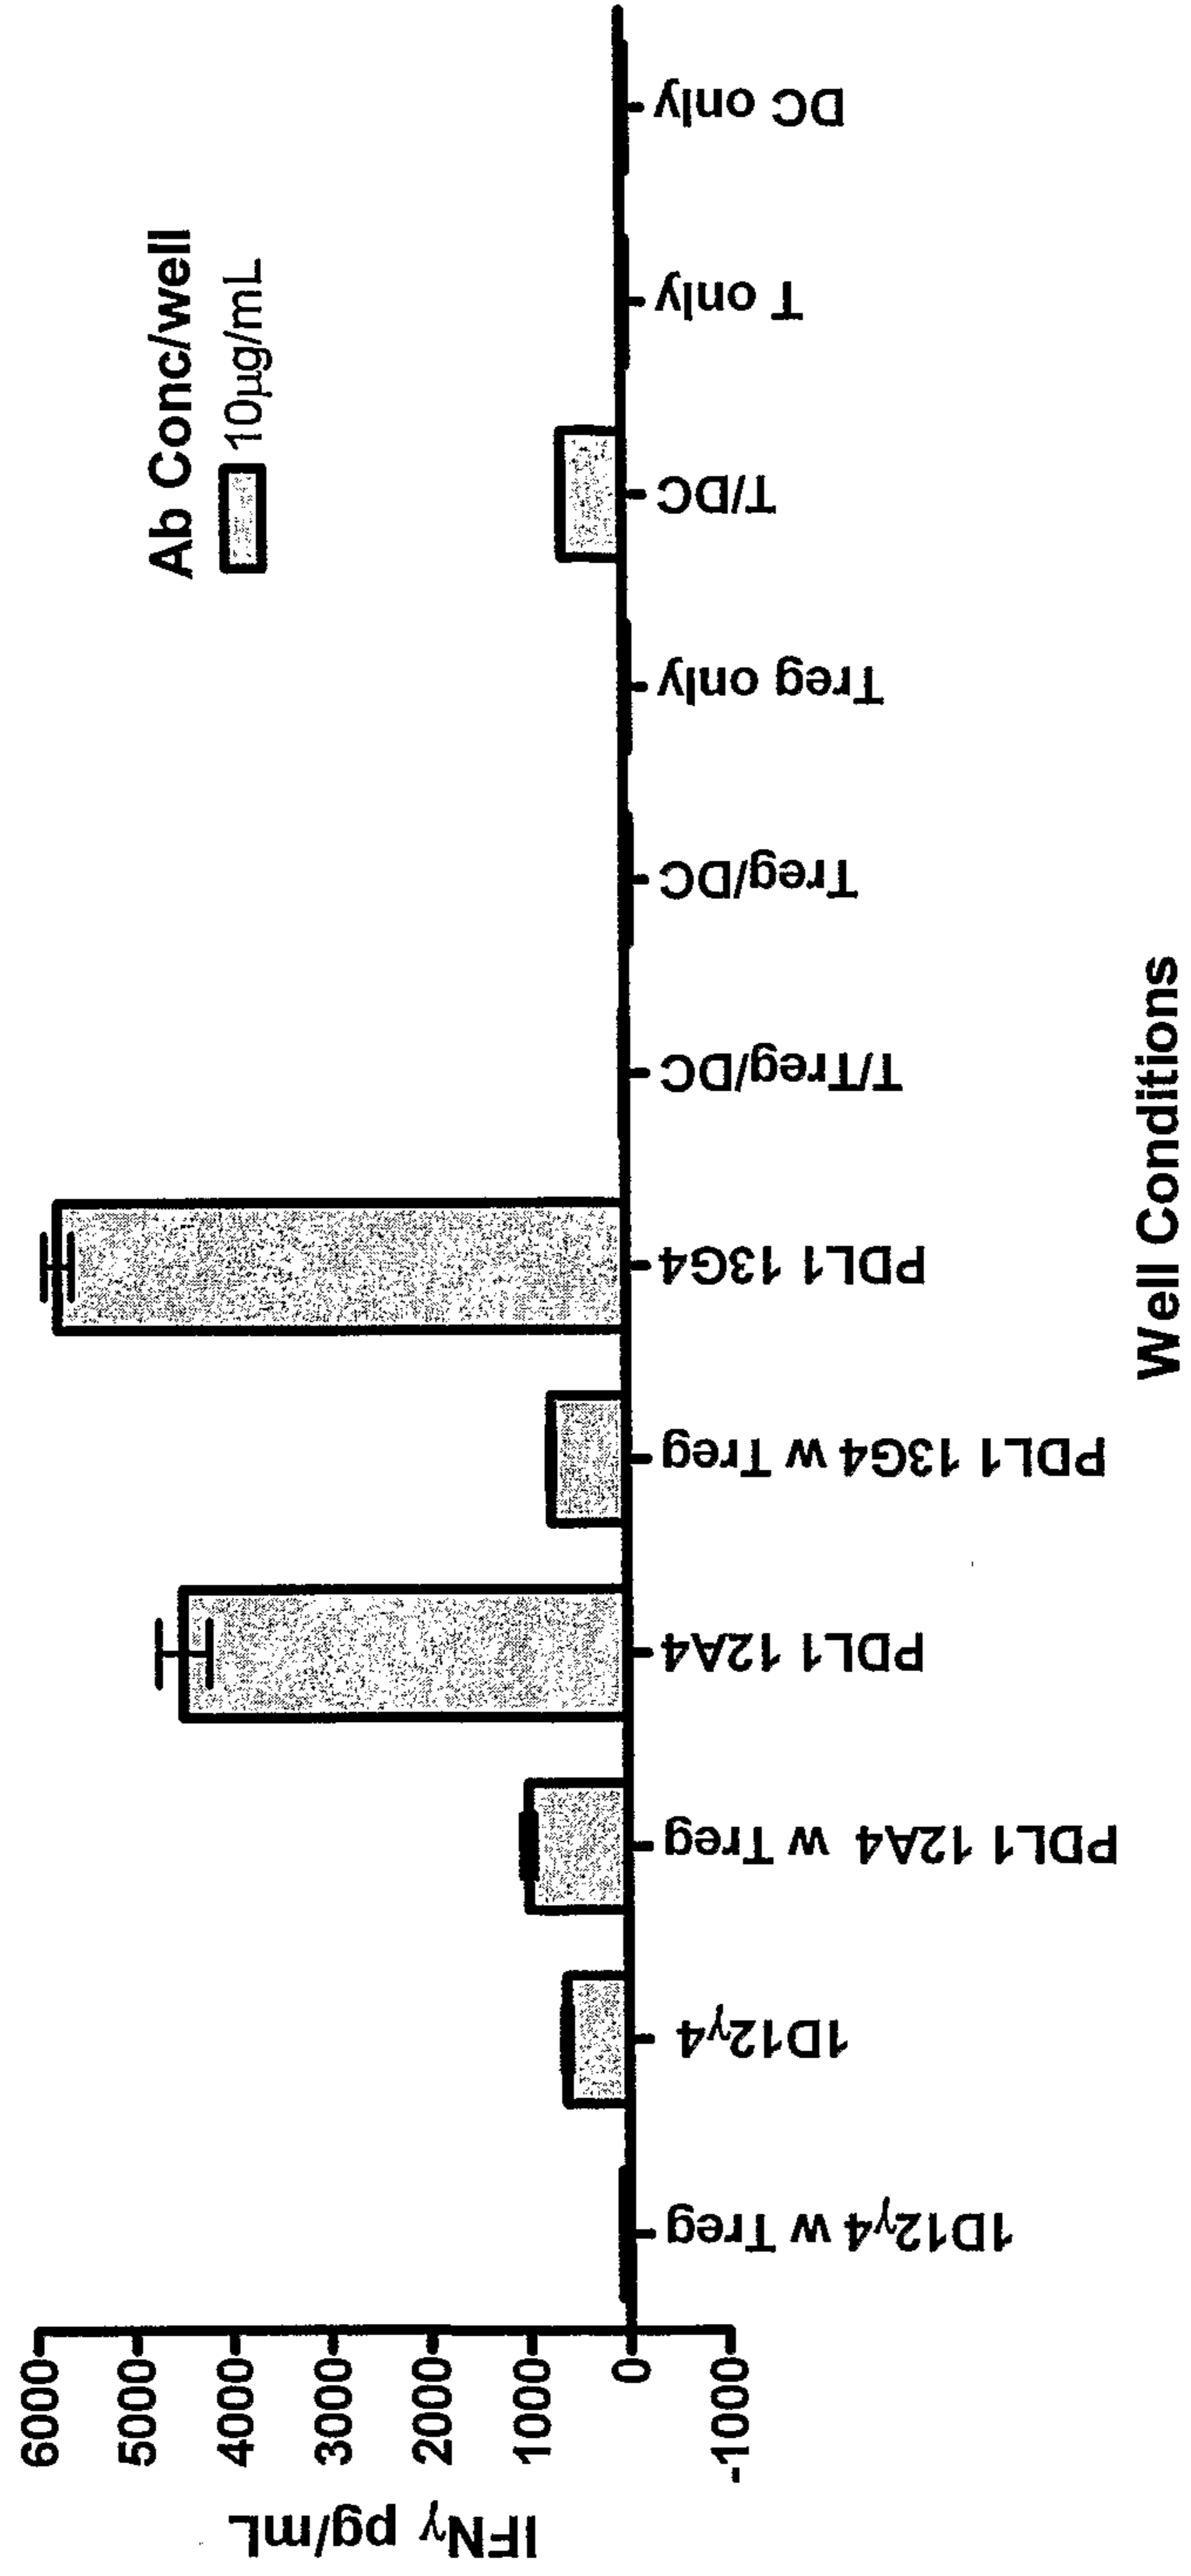 Ab Conc/well
10µg/mL
IFNγ pg/mL
6000
5000
4000
3000
2000
1000
0
-1000
1D12γ4 w Treg
1D12γ4
PDL1 12A4 w Treg
PDL1 12A4
PDL1 13G4 w Treg
PDL1 13G4
T/Treg/DC
Treg/DC
Treg only
T/DC
T only
DC only
Well Conditions